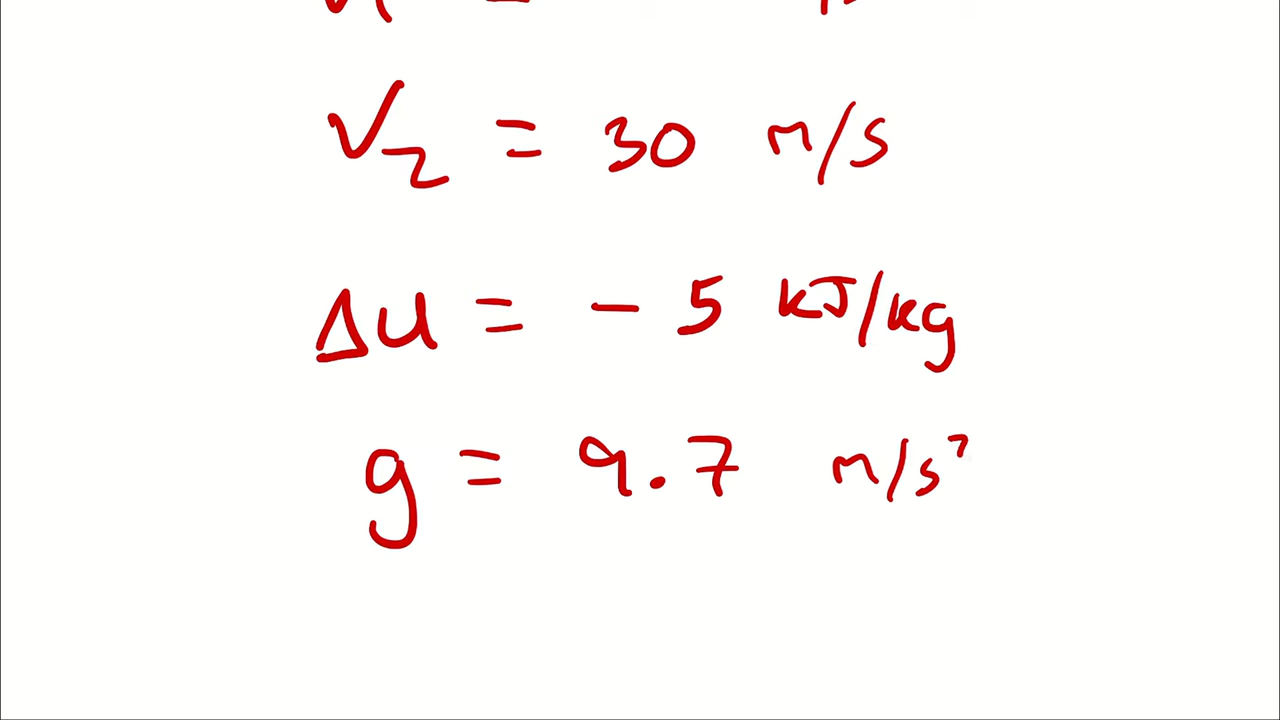 V₂ = 30 m/s
Δu = - 5 kJ/kg
g = 9.7 m/s²